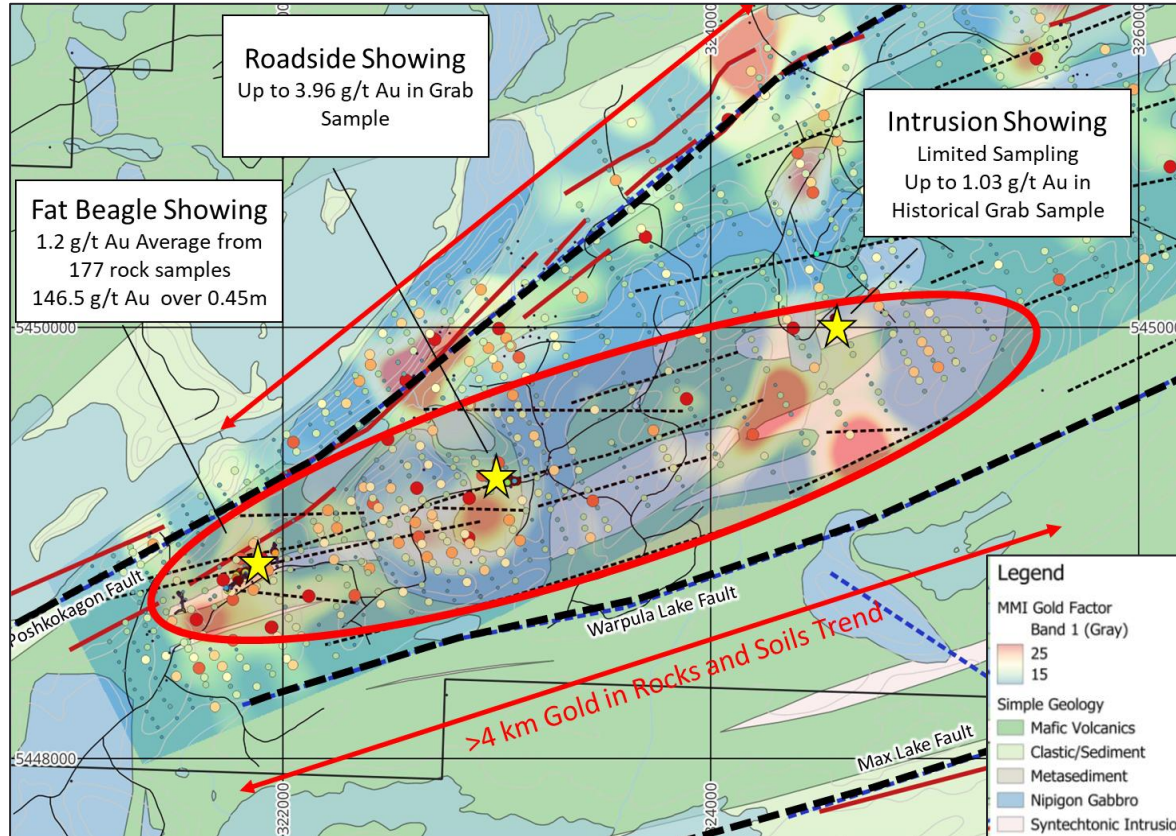 Roadside Showing
Up to 3.96 g/t Au in Grab
Sample
Intrusion Showing
Limited Sampling
Up to 1.03 g/t Au in
Historical Grab Sample
Fat Beagle Showing
1.2 g/t Au Average from
177 rock samples
146.5 g/t Au over 0.45m
324000
326000
5450000
545000
Poshkokagon Fault
Warpula Lake Fault
>4 km Gold in Rocks and Soils Trend
Max Lake Fault
5448000
322000
324000
Legend
MMI Gold Factor
Band 1 (Gray)
25
15
Simple Geology
Mafic Volcanics
Clastic/Sediment
Metasediment
Nipigon Gabbro
Syntechtonic Intrusio